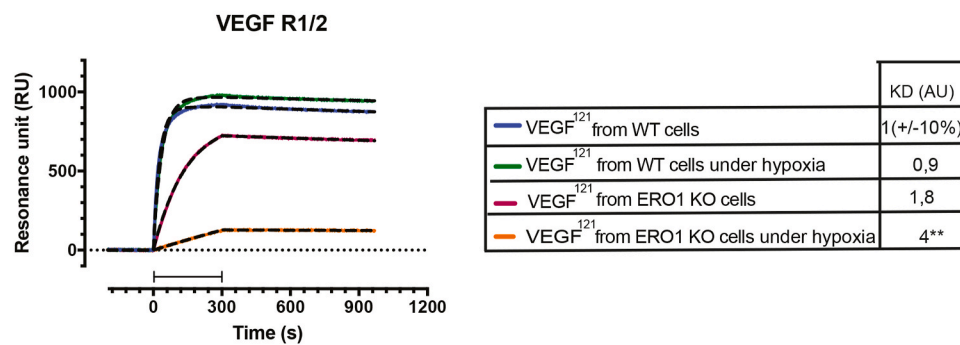 VEGF R1/2
Resonance unit (RU)
1000
500
0
0 300 600 900 1200
Time (s)
KD (AU)
VEGF121 from WT cells 1(+/-10%)
VEGF121 from WT cells under hypoxia 0,9
VEGF121 from ERO1 KO cells 1,8
VEGF121 from ERO1 KO cells under hypoxia 4**